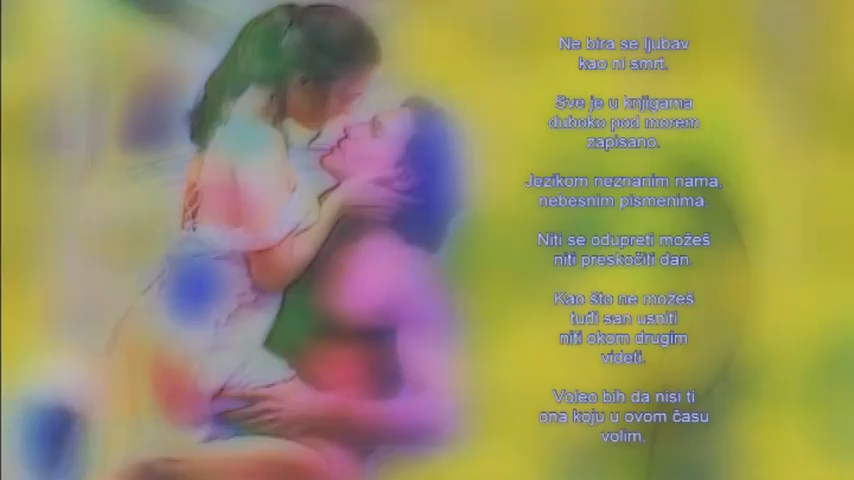 Ne bira se ljubav
kao ni smrt.
Sve je u knjigama
duboko pod morem
zapisano.
Jezikom neznanim nama,
nebesnim pismenima.
Niti se odupreti možeš
niti preskočiti dan.
Kao što ne možeš
tuđi san usniti
niti okom drugim
videti.
Voleo bih da nisi ti
ona koju u ovom času
volim.